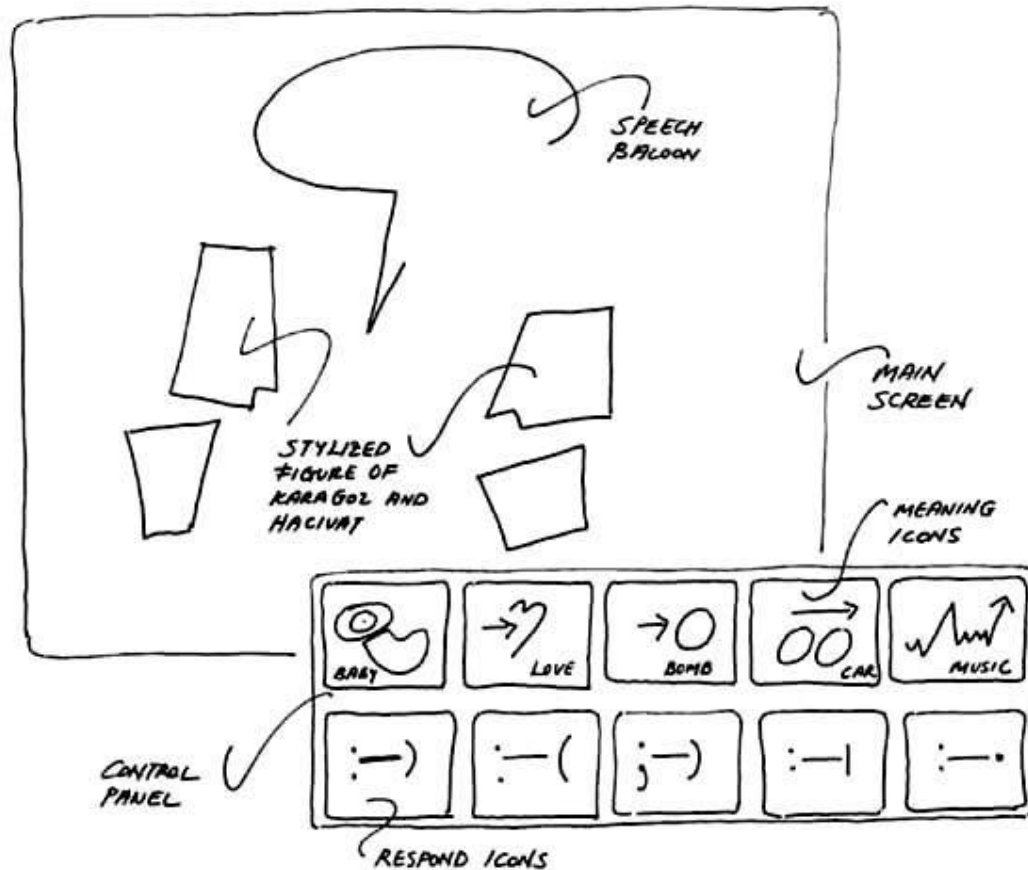 SPEECH
BALOON
STYLIZED
FIGURE OF
KARAGOZ AND
HACIVAT
MAIN
SCREEN
MEANING
ICONS
BABY
LOVE
BOMB
CAR
MUSIC
CONTROL
PANEL
:—)
:—(
;—)
:—|
:—•
RESPOND ICONS